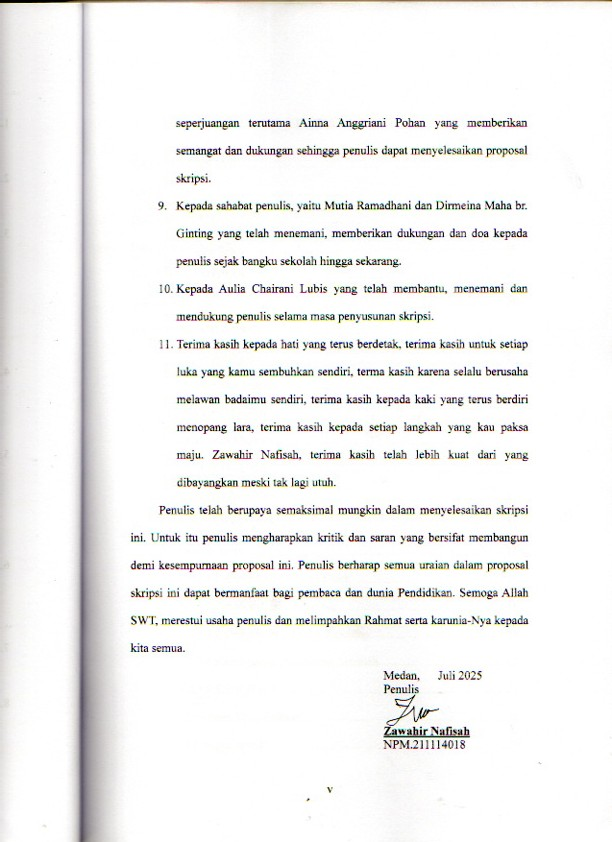 seperjuangan terutama Ainna Anggriani Pohan yang memberikan
semangat dan dukungan sehingga penulis dapat menyelesaikan proposal
skripsi.
9. Kepada sahabat penulis, yaitu Mutia Ramadhani dan Dirmeina Maha br.
Ginting yang telah menemani, memberikan dukungan dan doa kepada
penulis sejak bangku sekolah hingga sekarang.
10. Kepada Aulia Chairani Lubis yang telah membantu, menemani dan
mendukung penulis selama masa penyusunan skripsi.
11. Terima kasih kepada hati yang terus berdetak, terima kasih untuk setiap
luka yang kamu sembuhkan sendiri, terma kasih karena selalu berusaha
melawan badaimu sendiri, terima kasih kepada kaki yang terus berdiri
menopang lara, terima kasih kepada setiap langkah yang kau paksa
maju. Zawahir Nafisah, terima kasih telah lebih kuat dari yang
dibayangkan meski tak lagi utuh.
Penulis telah berupaya semaksimal mungkin dalam menyelesaikan skripsi
ini. Untuk itu penulis mengharapkan kritik dan saran yang bersifat membangun
demi kesempurnaan proposal ini. Penulis berharap semua uraian dalam proposal
skripsi ini dapat bermanfaat bagi pembaca dan dunia Pendidikan. Semoga Allah
SWT, merestui usaha penulis dan melimpahkan Rahmat serta karunia-Nya kepada
kita semua.
Medan, Juli 2025
Penulis
Zawahir Nafisah
NPM.211114018
v